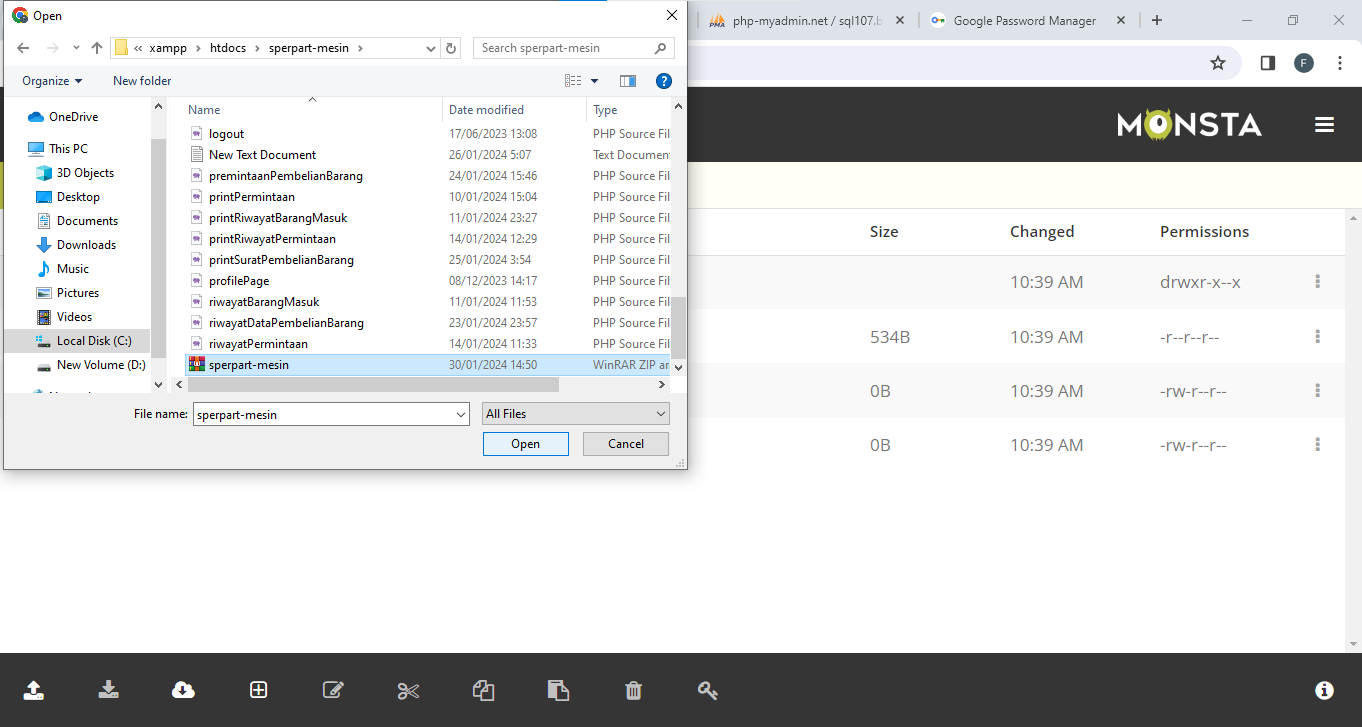 Open
php-myadmin.net / sql107.b
Google Password Manager
« xampp › htdocs › sperpart-mesin ›
Search sperpart-mesin
F
Organize
New folder
?
MONSTA
OneDrive
This PC
3D Objects
Desktop
Documents
Downloads
Music
Pictures
Videos
Local Disk (C:)
New Volume (D:)
Name Date modified Type
logout 17/06/2023 13:08 PHP Source Fil
New Text Document 26/01/2024 5:07 Text Documen
premintaanPembelianBarang 24/01/2024 15:46 PHP Source Fil
printPermintaan 10/01/2024 15:04 PHP Source Fil
printRiwayatBarangMasuk 11/01/2024 23:27 PHP Source Fil
printRiwayatPermintaan 14/01/2024 12:29 PHP Source Fil
printSuratPembelianBarang 25/01/2024 3:54 PHP Source Fil
profilePage 08/12/2023 14:17 PHP Source Fil
riwayatBarangMasuk 11/01/2024 11:53 PHP Source Fil
riwayatDataPembelianBarang 23/01/2024 23:57 PHP Source Fil
riwayatPermintaan 14/01/2024 11:33 PHP Source Fil
sperpart-mesin 30/01/2024 14:50 WinRAR ZIP ar
File name: sperpart-mesin
All Files
Open
Cancel
Size Changed Permissions
10:39 AM drwxr-x--x
534B 10:39 AM -r--r--r--
0B 10:39 AM -rw-r--r--
0B 10:39 AM -rw-r--r--